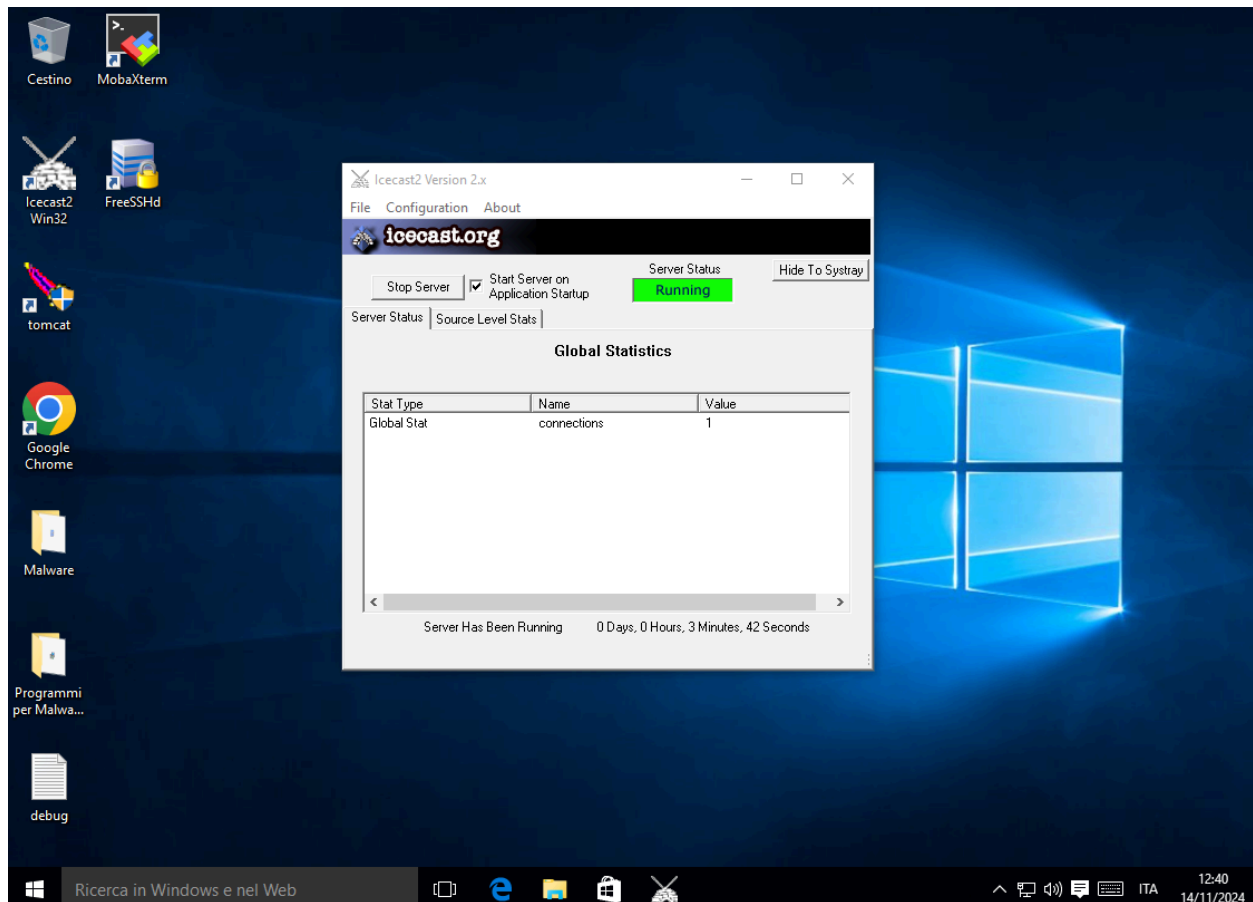 Cestino
MobaXterm
Icecast2
Win32
FreeSSHd
tomcat
Google
Chrome
Malware
Programmi
per Malwa...
debug
Icecast2 Version 2.x
File Configuration About
icecast.org
Stop Server
Start Server on
Application Startup
Server Status
Running
Hide To Systray
Server Status Source Level Stats
Global Statistics
Stat Type Name Value
Global Stat connections 1
Server Has Been Running 0 Days, 0 Hours, 3 Minutes, 42 Seconds
Ricerca in Windows e nel Web
ITA
12:40
14/11/2024